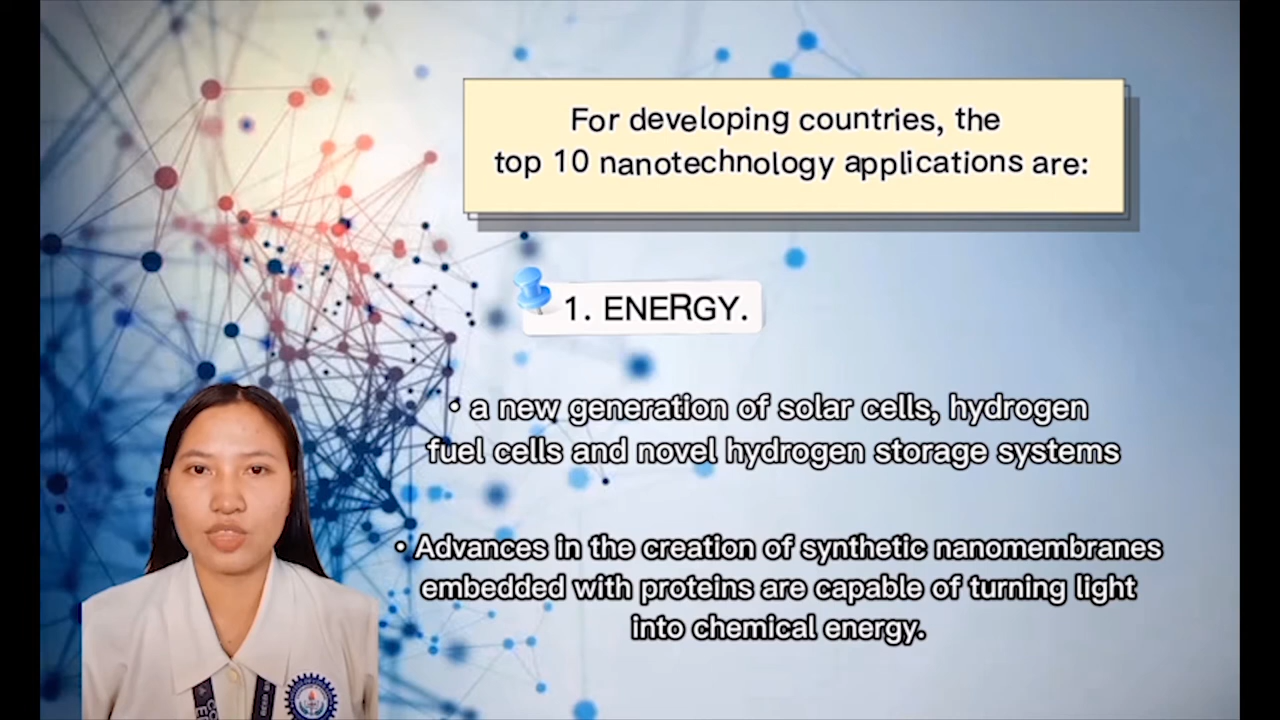 For developing countries, the
top 10 nanotechnology applications are:
1. ENERGY.
• a new generation of solar cells, hydrogen
fuel cells and novel hydrogen storage systems
• Advances in the creation of synthetic nanomembranes
embedded with proteins are capable of turning light
into chemical energy.